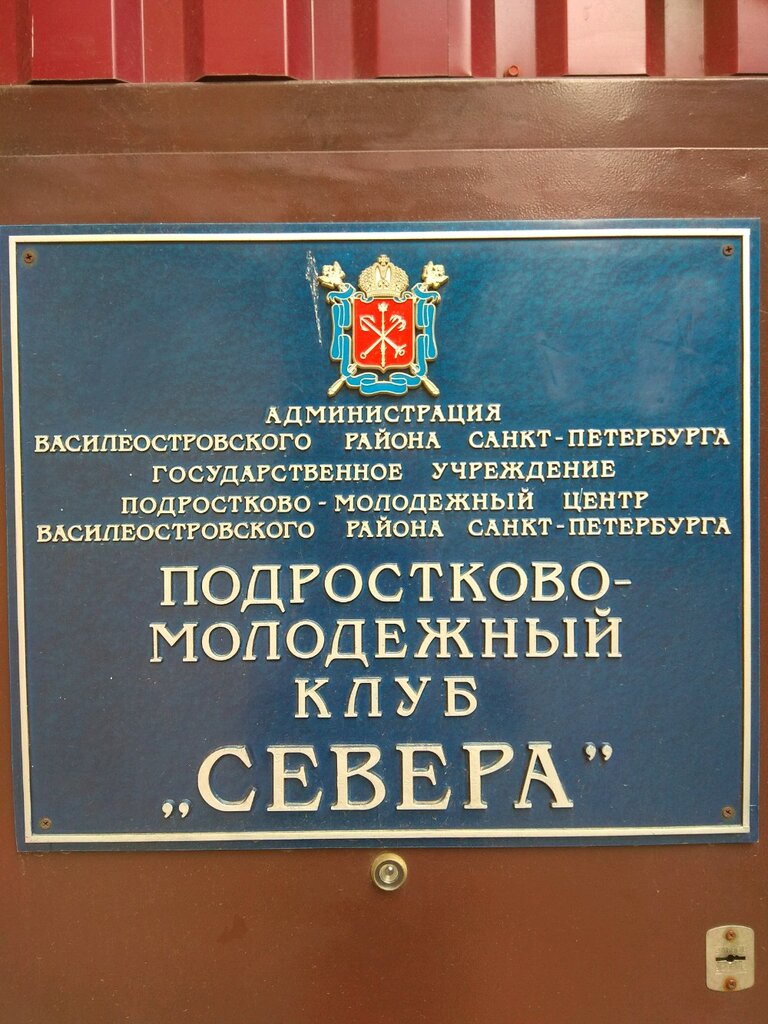 АДМИНИСТРАЦИЯ
ВАСИЛЕОСТРОВСКОГО РАЙОНА САНКТ-ПЕТЕРБУРГА
ГОСУДАРСТВЕННОЕ УЧРЕЖДЕНИЕ
ПОДРОСТКОВО-МОЛОДЕЖНЫЙ ЦЕНТР
ВАСИЛЕОСТРОВСКОГО РАЙОНА САНКТ-ПЕТЕРБУРГА
ПОДРОСТКОВО-
МОЛОДЕЖНЫЙ
КЛУБ
„СЕВЕРА”